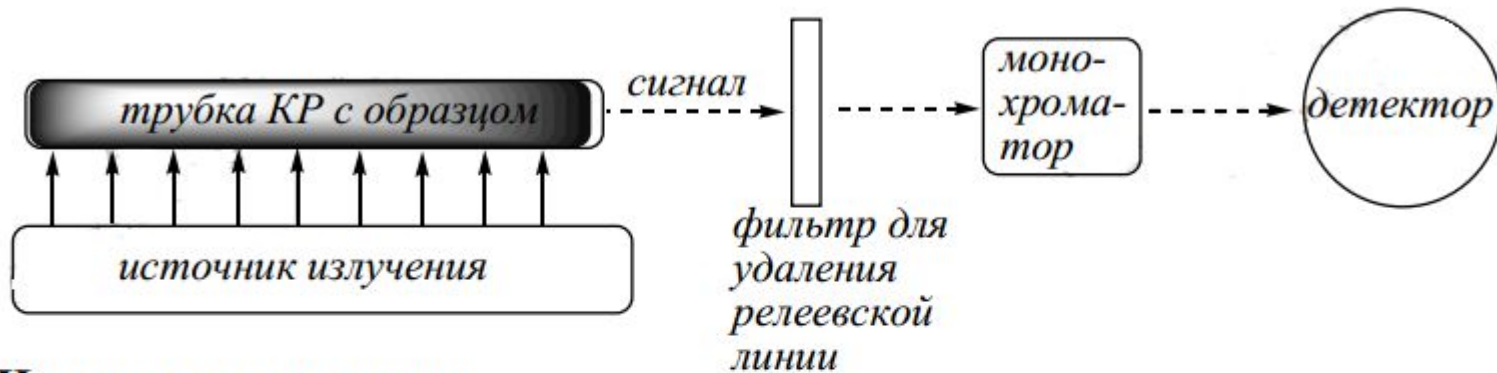 трубка КР с образцом
сигнал
моно-
хрома-
тор
детектор
источник излучения
фильтр для
удаления
релеевской
линии